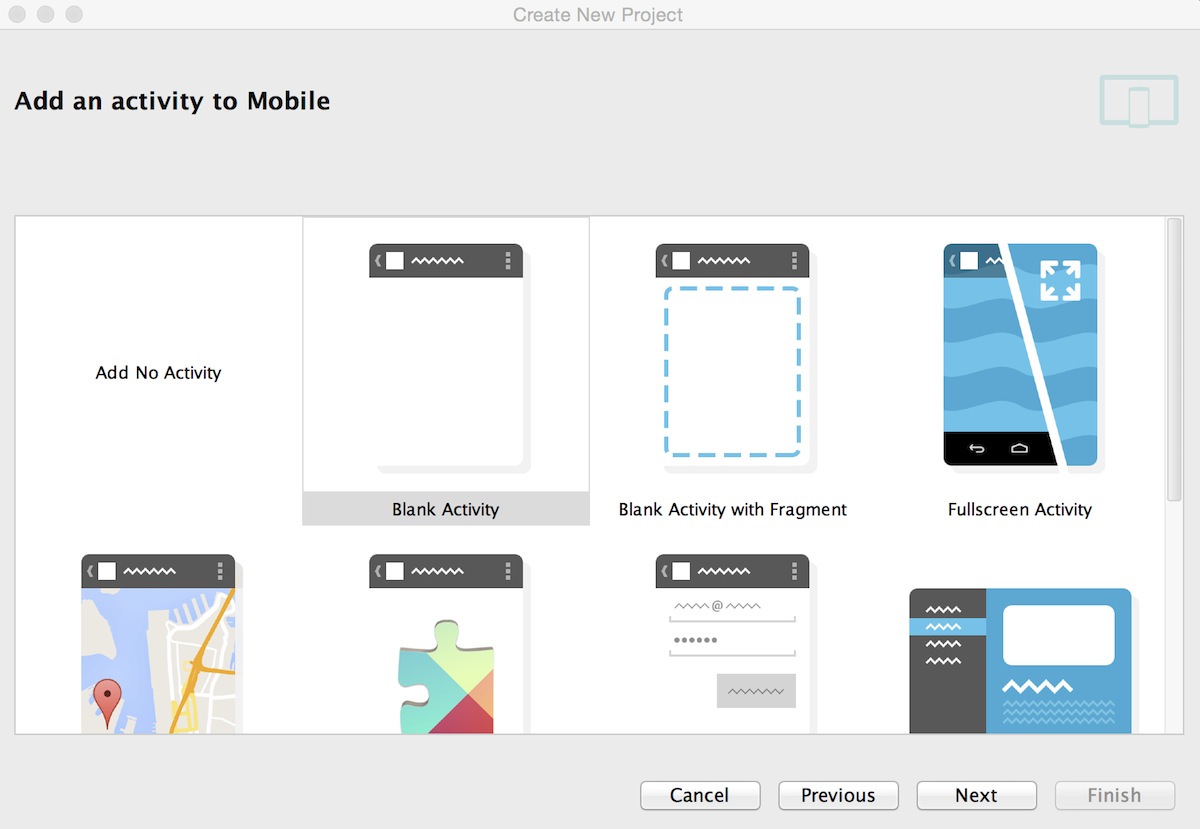 Create New Project
Add an activity to Mobile
Add No Activity
Blank Activity
Blank Activity with Fragment
Fullscreen Activity
@
Cancel
Previous
Next
Finish